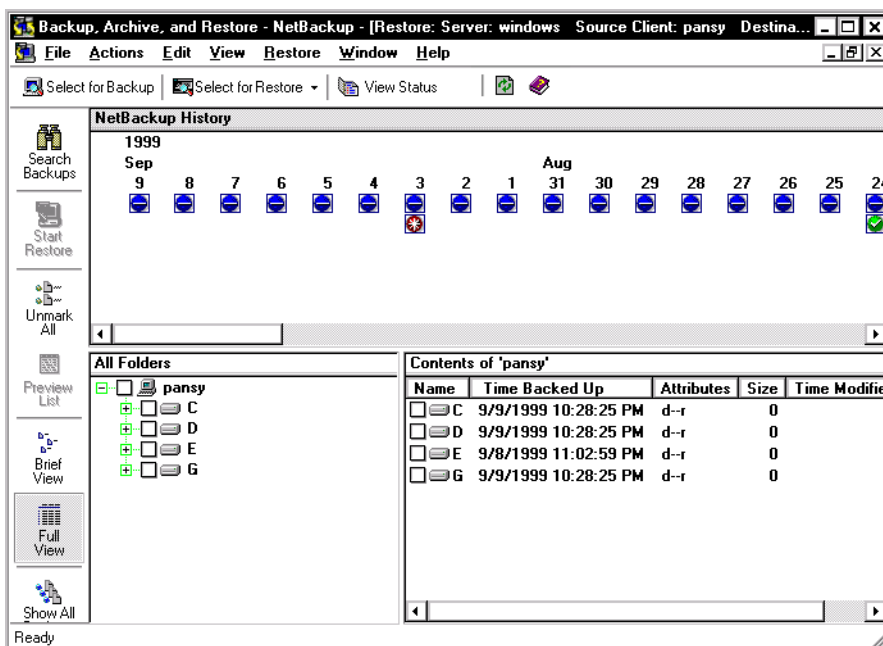 Backup, Archive, and Restore - NetBackup - [Restore: Server: windows Source Client: pansy Destina...
File Actions Edit View Restore Window Help
Select for Backup Select for Restore View Status
NetBackup History
1999
Sep Aug
9 8 7 6 5 4 3 2 1 31 30 29 28 27 26 25 24
Search Backups
Start Restore
Unmark All
Preview List
Brief View
Full View
Show All
All Folders
pansy
C
D
E
G
Contents of 'pansy'
Name Time Backed Up Attributes Size Time Modifie
C 9/9/1999 10:28:25 PM d--r 0
D 9/9/1999 10:28:25 PM d--r 0
E 9/8/1999 11:02:59 PM d--r 0
G 9/9/1999 10:28:25 PM d--r 0
Ready